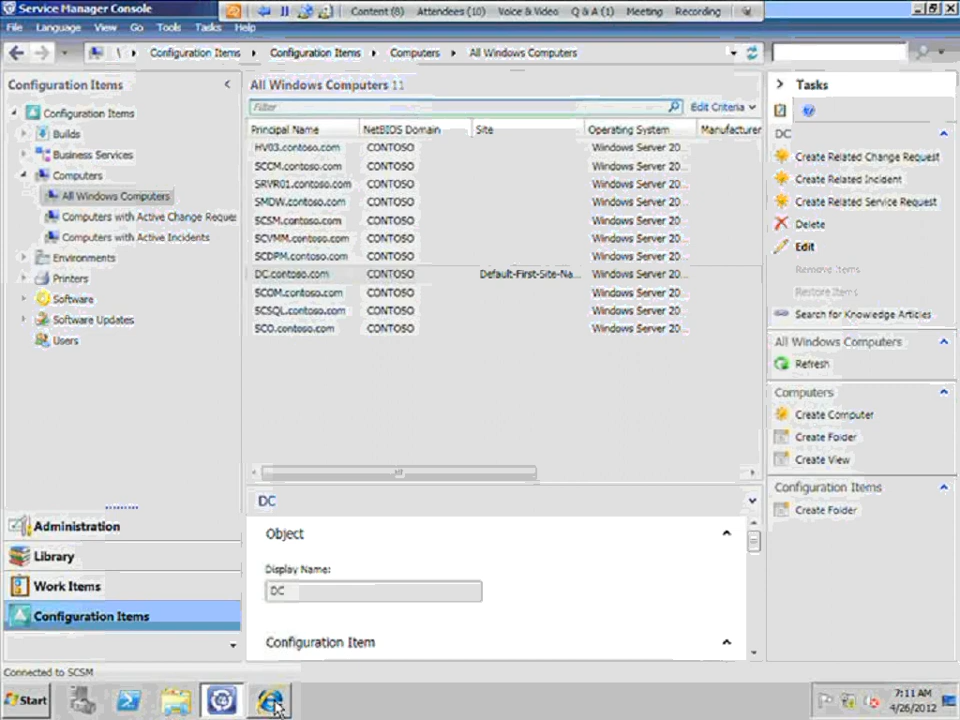 Service Manager Console
Content (8) Attendees (10) Voice & Video Q & A (1) Meeting Recording
File Language View Go Tools Tasks Help
\ Configuration Items Configuration Items Computers All Windows Computers
Configuration Items
Configuration Items
Builds
Business Services
Computers
All Windows Computers
Computers with Active Change Reque
Computers with Active Incidents
Environments
Printers
Software
Software Updates
Users
Administration
Library
Work Items
Configuration Items
All Windows Computers 11
Filter
Edit Criteria
Principal Name NetBIOS Domain Site Operating System Manufacturer
HV03.contoso.com CONTOSO Windows Server 20...
SCCM.contoso.com CONTOSO Windows Server 20...
SRVR01.contoso.com CONTOSO Windows Server 20...
SMDW.contoso.com CONTOSO Windows Server 20...
SCSM.contoso.com CONTOSO Windows Server 20...
SCVMM.contoso.com CONTOSO Windows Server 20...
SCDPM.contoso.com CONTOSO Windows Server 20...
DC.contoso.com CONTOSO Default-First-Site-Na... Windows Server 20...
SCOM.contoso.com CONTOSO Windows Server 20...
SCSQL.contoso.com CONTOSO Windows Server 20...
SCO.contoso.com CONTOSO Windows Server 20...
DC
Object
Display Name:
DC
Configuration Item
Tasks
DC
Create Related Change Request
Create Related Incident
Create Related Service Request
Delete
Edit
Remove Items
Restore Items
Search for Knowledge Articles
All Windows Computers
Refresh
Computers
Create Computer
Create Folder
Create View
Configuration Items
Create Folder
Connected to SCSM
Start
7:11 AM
4/26/2012